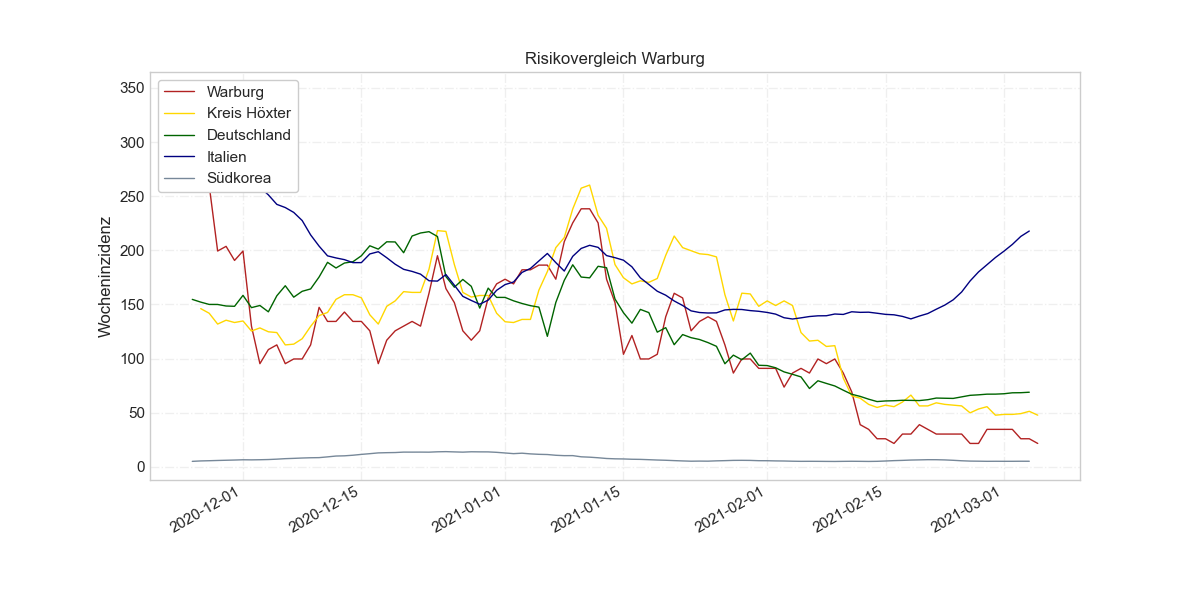 Risikovergleich Warburg
Wocheninzidenz
350
300
250
200
150
100
50
0
Warburg
Kreis Höxter
Deutschland
Italien
Südkorea
2020-12-01
2020-12-15
2021-01-01
2021-01-15
2021-02-01
2021-02-15
2021-03-01